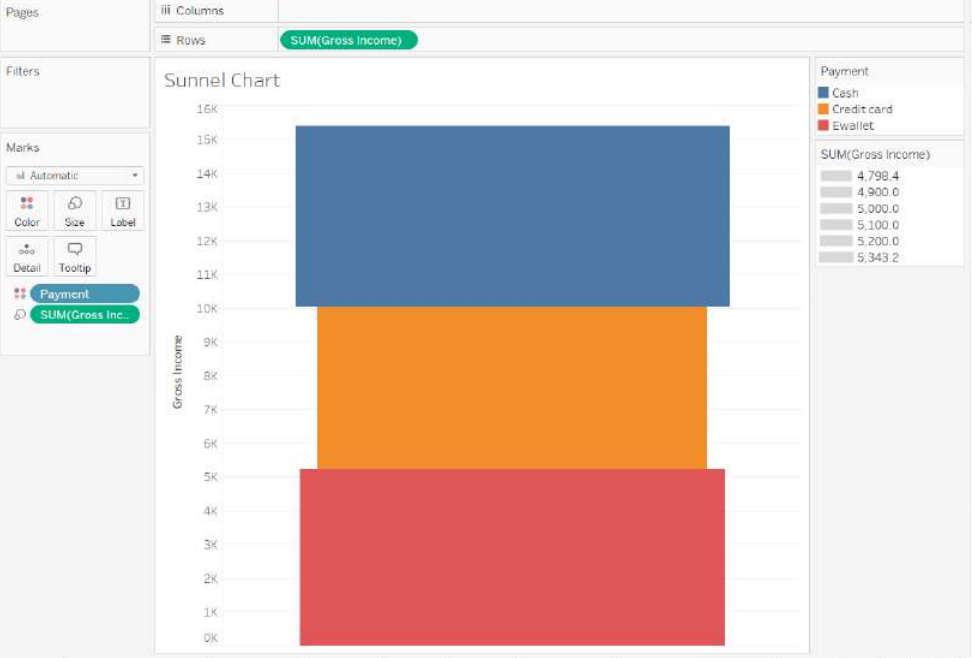 Pages
Columns
Rows
SUM(Gross Income)
Filters
Marks
Automatic
Color
Size
Label
Detail
Tooltip
Payment
SUM(Gross Inc..
Sunnel Chart
Gross Income
16K
15K
14K
13K
12K
11K
10K
9K
8K
7K
6K
5K
4K
3K
2K
1K
0K
Payment
Cash
Credit card
Ewallet
SUM(Gross Income)
4,798.4
4,900.0
5,000.0
5,100.0
5,200.0
5,343.2